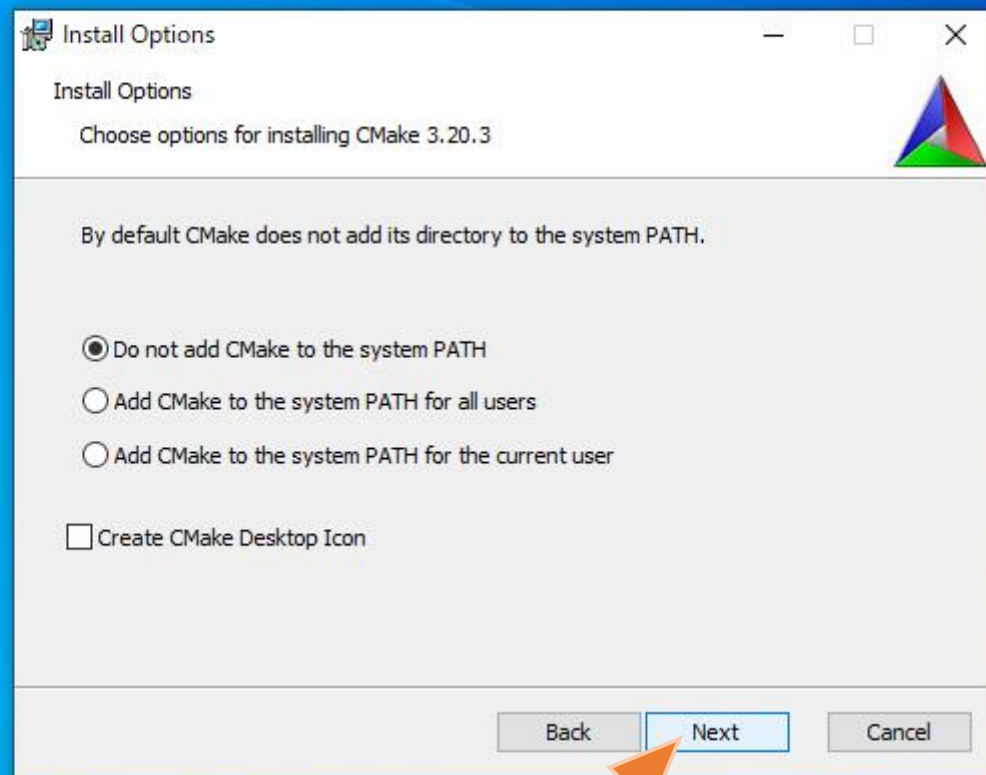 Install Options
Install Options
Choose options for installing CMake 3.20.3
By default CMake does not add its directory to the system PATH.
Do not add CMake to the system PATH
Add CMake to the system PATH for all users
Add CMake to the system PATH for the current user
Create CMake Desktop Icon
Back Next Cancel